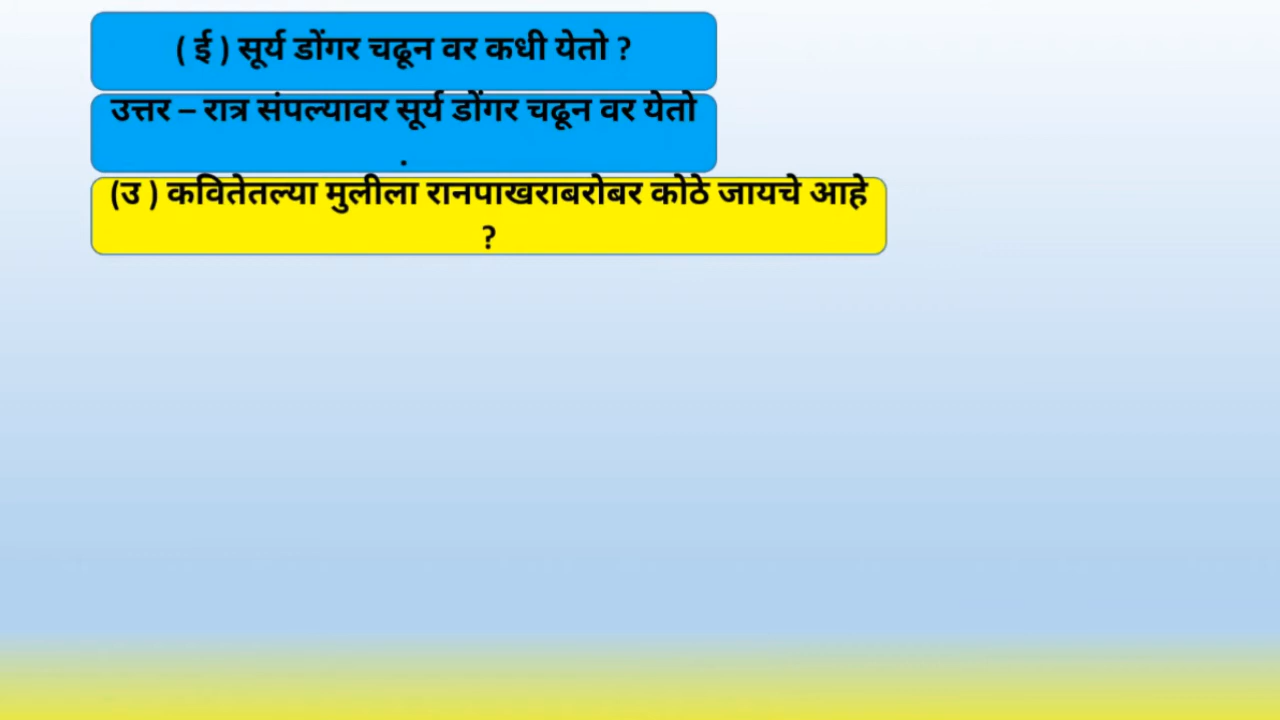 ( ई ) सूर्य डोंगर चढून वर कधी येतो ?
उत्तर – रात्र संपल्यावर सूर्य डोंगर चढून वर येतो
.
(उ ) कवितेतल्या मुलीला रानपाखराबरोबर कोठे जायचे आहे
?